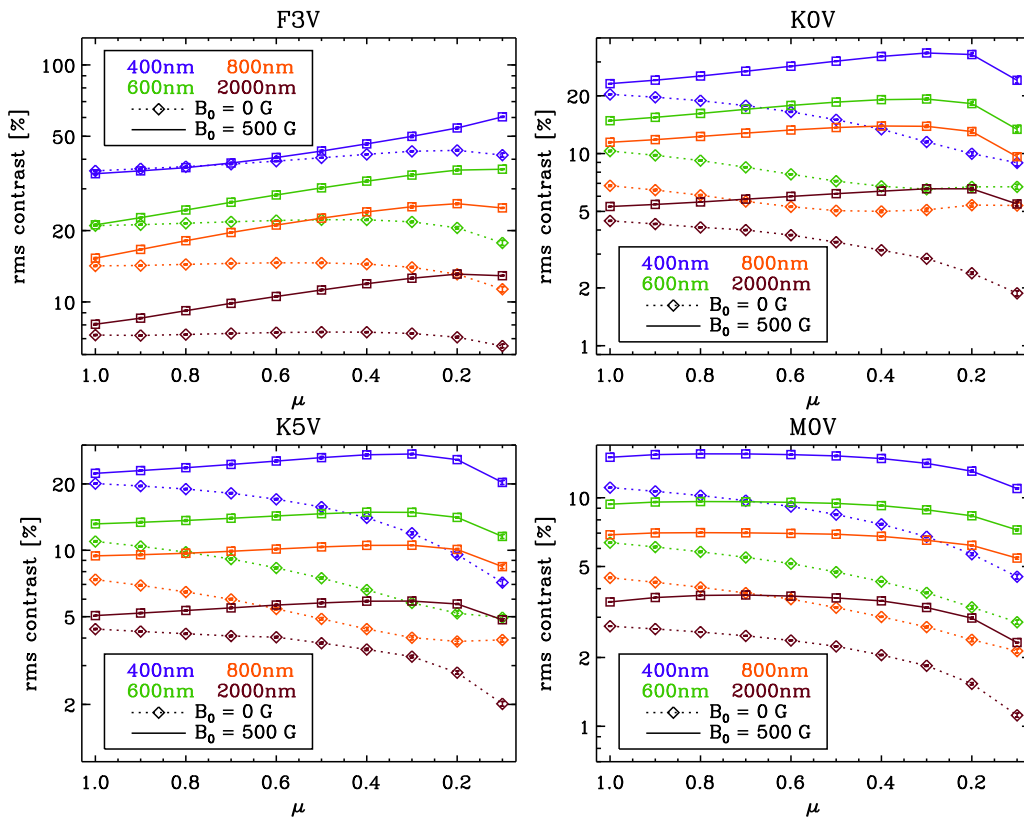 F3V
rms contrast [%]
100
50
20
10
400nm 800nm
600nm 2000nm
B0 = 0 G
B0 = 500 G
1.0 0.8 0.6 0.4 0.2
μ
K0V
rms contrast [%]
20
10
5
2
1
400nm 800nm
600nm 2000nm
B0 = 0 G
B0 = 500 G
1.0 0.8 0.6 0.4 0.2
μ
K5V
rms contrast [%]
20
10
5
2
400nm 800nm
600nm 2000nm
B0 = 0 G
B0 = 500 G
1.0 0.8 0.6 0.4 0.2
μ
M0V
rms contrast [%]
10
5
2
1
400nm 800nm
600nm 2000nm
B0 = 0 G
B0 = 500 G
1.0 0.8 0.6 0.4 0.2
μ